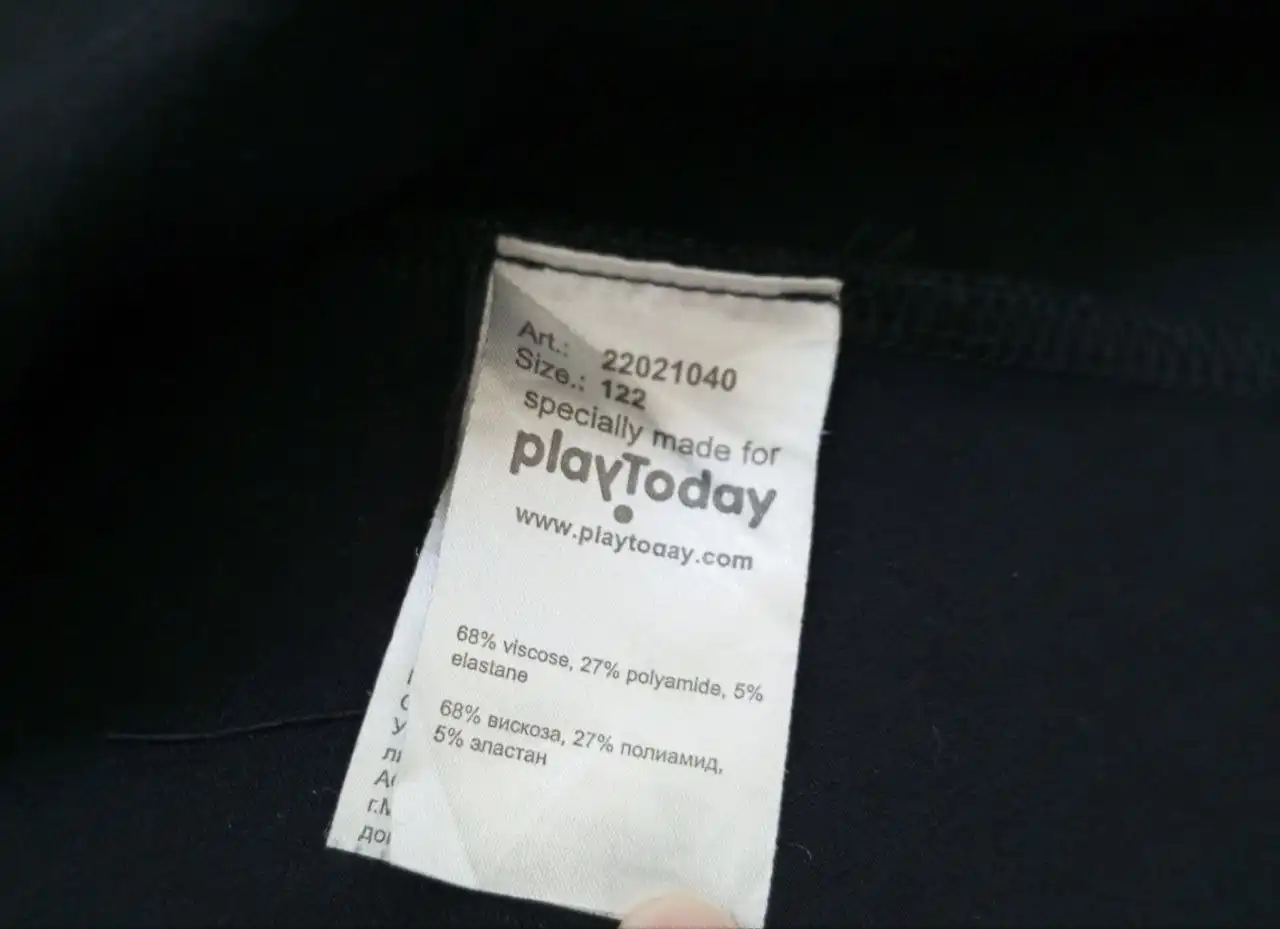 Art.: 22021040
Size.: 122
specially made for
playToday
www.playtoday.com
68% viscose, 27% polyamide, 5%
elastane
68% вискоза, 27% полиамид,
5% эластан